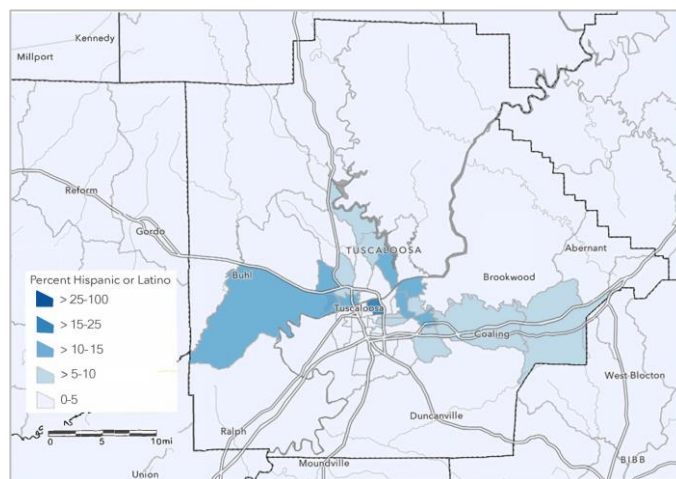 Kennedy
Millport
Reform
Gordo
TUSCALOOSA
Abernant
Buhl
Brookwood
Percent Hispanic or Latino
> 25-100
> 15-25
> 10- 15
> 5-10
0-5
0 5 10mi
Tuscaloosa
Coaling
West Blocton
Duncanville
Ralph
Moundville
BIBB
Union